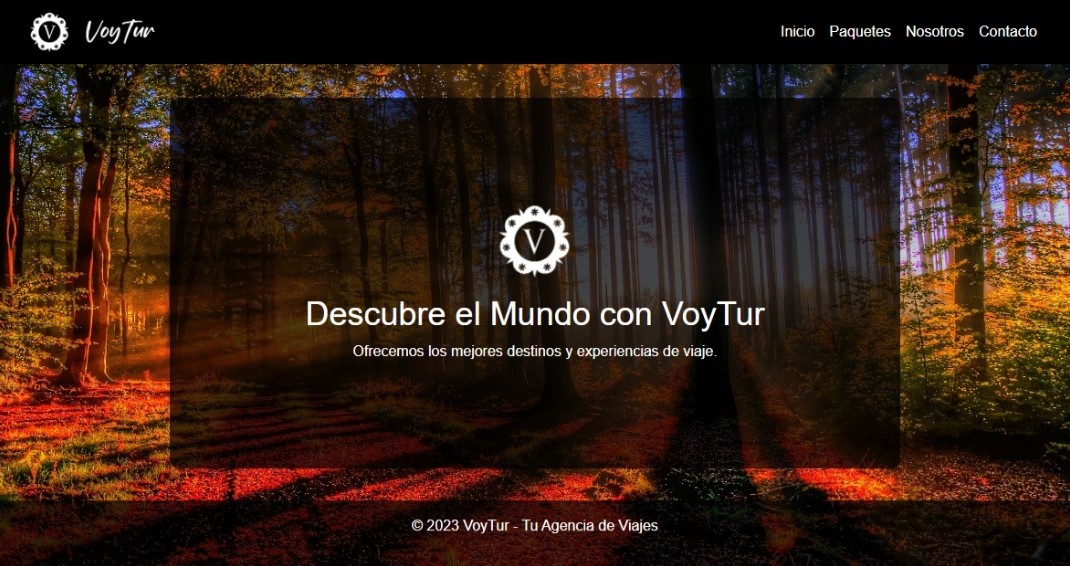 V VoyTur
Inicio Paquetes Nosotros Contacto
V
Descubre el Mundo con VoyTur
Ofrecemos los mejores destinos y experiencias de viaje.
© 2023 VoyTur - Tu Agencia de Viajes